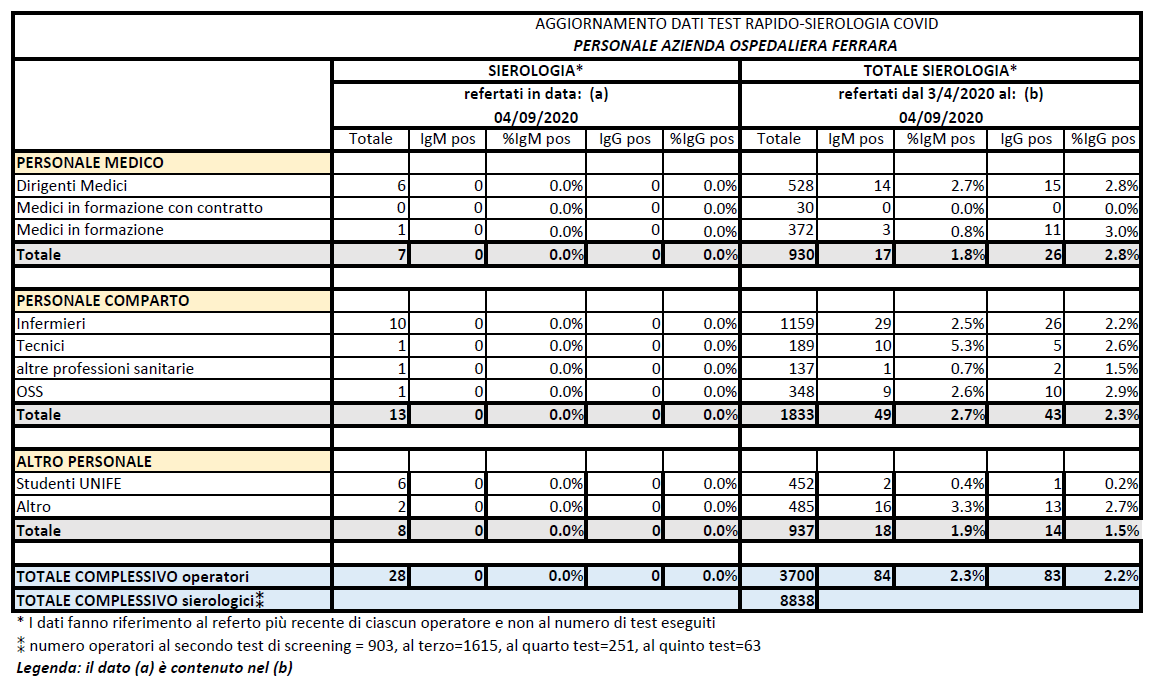 AGGIORNAMENTO DATI TEST RAPIDO-SIEROLOGIA COVID
PERSONALE AZIENDA OSPEDALIERA FERRARA
SIEROLOGIA* TOTALE SIEROLOGIA*
refertati in data: (a) refertati dal 3/4/2020 al: (b)
04/09/2020 04/09/2020
Totale IgM pos %IgM pos IgG pos %IgG pos Totale IgM pos %IgM pos IgG pos %IgG pos
PERSONALE MEDICO
Dirigenti Medici 6 0 0.0% 0 0.0% 528 14 2.7% 15 2.8%
Medici in formazione con contratto 0 0 0.0% 0 0.0% 30 0 0.0% 0 0.0%
Medici in formazione 1 0 0.0% 0 0.0% 372 3 0.8% 11 3.0%
Totale 7 0 0.0% 0 0.0% 930 17 1.8% 26 2.8%
PERSONALE COMPARTO
Infermieri 10 0 0.0% 0 0.0% 1159 29 2.5% 26 2.2%
Tecnici 1 0 0.0% 0 0.0% 189 10 5.3% 5 2.6%
altre professioni sanitarie 1 0 0.0% 0 0.0% 137 1 0.7% 2 1.5%
OSS 1 0 0.0% 0 0.0% 348 9 2.6% 10 2.9%
Totale 13 0 0.0% 0 0.0% 1833 49 2.7% 43 2.3%
ALTRO PERSONALE
Studenti UNIFE 6 0 0.0% 0 0.0% 452 2 0.4% 1 0.2%
Altro 2 0 0.0% 0 0.0% 485 16 3.3% 13 2.7%
Totale 8 0 0.0% 0 0.0% 937 18 1.9% 14 1.5%
TOTALE COMPLESSIVO operatori 28 0 0.0% 0 0.0% 3700 84 2.3% 83 2.2%
TOTALE COMPLESSIVO sierologici⁑ 8838
* I dati fanno riferimento al referto più recente di ciascun operatore e non al numero di test eseguiti
⁑ numero operatori al secondo test di screening = 903, al terzo=1615, al quarto test=251, al quinto test=63
Legenda: il dato (a) è contenuto nel (b)